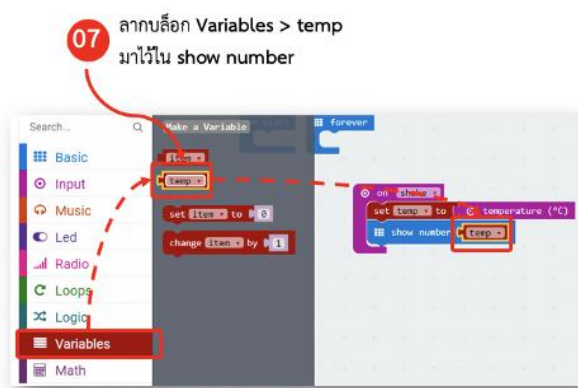 07
ลากบล็อก Variables > temp
มาไว้ใน show number
Search...
Make a Variable
forever
Basic
item
Input
temp
on shake
Music
set item to 0
set temp to temperature (°C)
Led
show number temp
change item by 1
Radio
Loops
Logic
Variables
Math